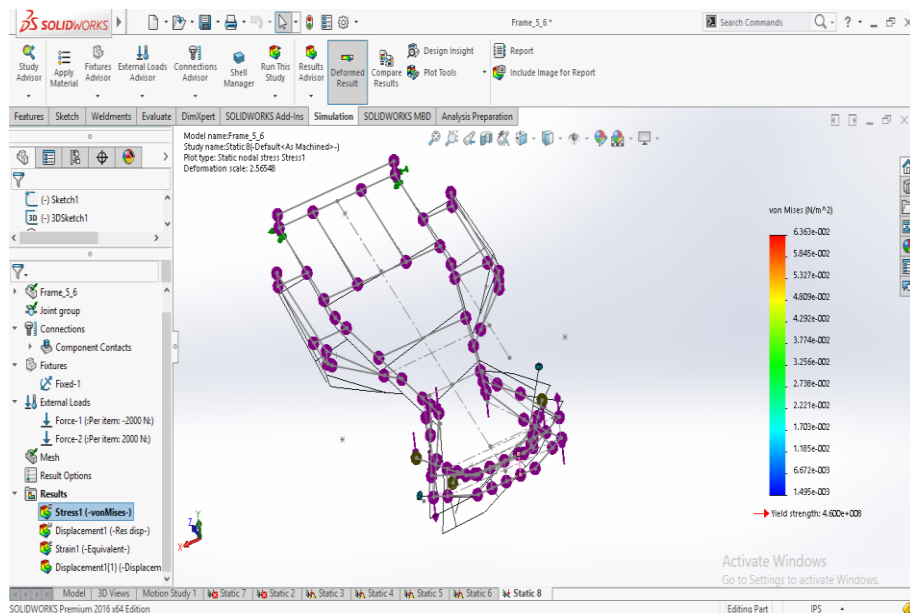 SOLIDWORKS
Frame_5_6 *
Search Commands
Study Advisor
Apply Material
Fixtures Advisor
External Loads Advisor
Connections Advisor
Shell Manager
Run This Study
Results Advisor
Deformed Result
Compare Results
Design Insight
Plot Tools
Report
Include Image for Report
Features Sketch Weldments Evaluate DimXpert SOLIDWORKS Add-Ins Simulation SOLIDWORKS MBD Analysis Preparation
Model name:Frame_5_6
Study name:Static 8(-Default<As Machined>-)
Plot type: Static nodal stress Stress1
Deformation scale: 2.56548
(-) Sketch1
3D (-) 3DSketch1
Frame_5_6
Joint group
Connections
Component Contacts
Fixtures
Fixed-1
External Loads
Force-1 (:Per item: -2000 N:)
Force-2 (:Per item: 2000 N:)
Mesh
Result Options
Results
Stress1 (-vonMises-)
Displacement1 (-Res disp-)
Strain1 (-Equivalent-)
Displacement1(1) (-Displacem
von Mises (N/m^2)
6.363e-002
5.845e-002
5.327e-002
4.809e-002
4.292e-002
3.774e-002
3.256e-002
2.738e-002
2.221e-002
1.703e-002
1.185e-002
6.672e-003
1.495e-003
Yield strength: 4.600e+008
Y
Z
X
Activate Windows
Go to Settings to activate Windows.
Model 3D Views Motion Study 1 Static 7 Static 2 Static 3 Static 4 Static 5 Static 6 Static 8
SOLIDWORKS Premium 2016 x64 Edition
Editing Part IPS